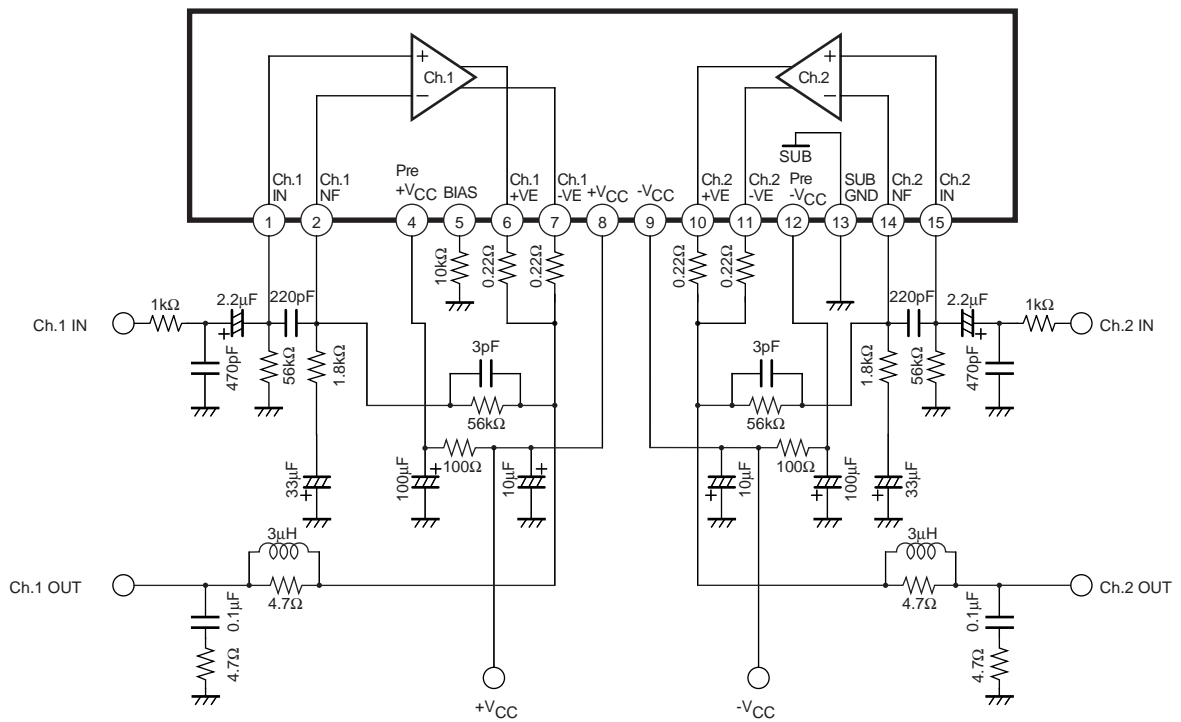 +
Ch.1
−
+
Ch.2
−
SUB
Ch.1 IN
Ch.1 NF
Pre +VCC
BIAS
Ch.1 +VE
Ch.1 -VE
+VCC
-VCC
Ch.2 +VE
Ch.2 -VE
Pre -VCC
SUB GND
Ch.2 NF
Ch.2 IN
1
2
4
5
6
7
8
9
10
11
12
13
14
15
10kΩ
0.22Ω
0.22Ω
0.22Ω
0.22Ω
Ch.1 IN
1kΩ
2.2μF
+
220pF
470pF
56kΩ
1.8kΩ
3pF
56kΩ
3pF
56kΩ
220pF
2.2μF
+
1kΩ
Ch.2 IN
1.8kΩ
56kΩ
470pF
33μF
+
100μF
+
100Ω
10μF
+
10μF
+
100Ω
100μF
+
33μF
+
3μH
4.7Ω
Ch.1 OUT
0.1μF
4.7Ω
3μH
4.7Ω
Ch.2 OUT
0.1μF
4.7Ω
+VCC
-VCC